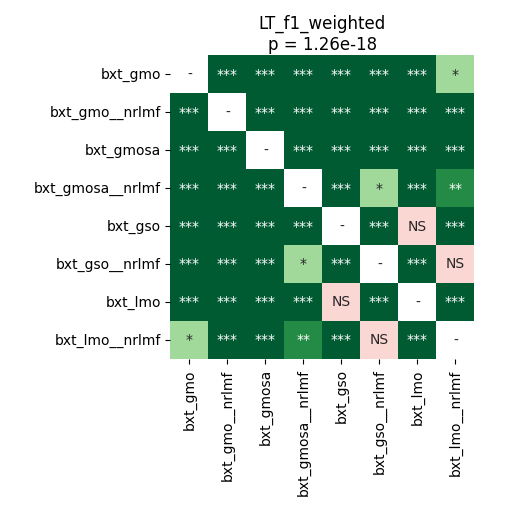 LT_f1_weighted
p = 1.26e-18
bxt_gmo - *** *** *** *** *** *** *
bxt_gmo__nrlmf *** - *** *** *** *** *** ***
bxt_gmosa *** *** - *** *** *** *** ***
bxt_gmosa__nrlmf *** *** *** - *** * *** **
bxt_gso *** *** *** *** - *** NS ***
bxt_gso__nrlmf *** *** *** * *** - *** NS
bxt_lmo *** *** *** *** NS *** - ***
bxt_lmo__nrlmf * *** *** ** *** NS *** -
bxt_gmo
bxt_gmo__nrlmf
bxt_gmosa
bxt_gmosa__nrlmf
bxt_gso
bxt_gso__nrlmf
bxt_lmo
bxt_lmo__nrlmf